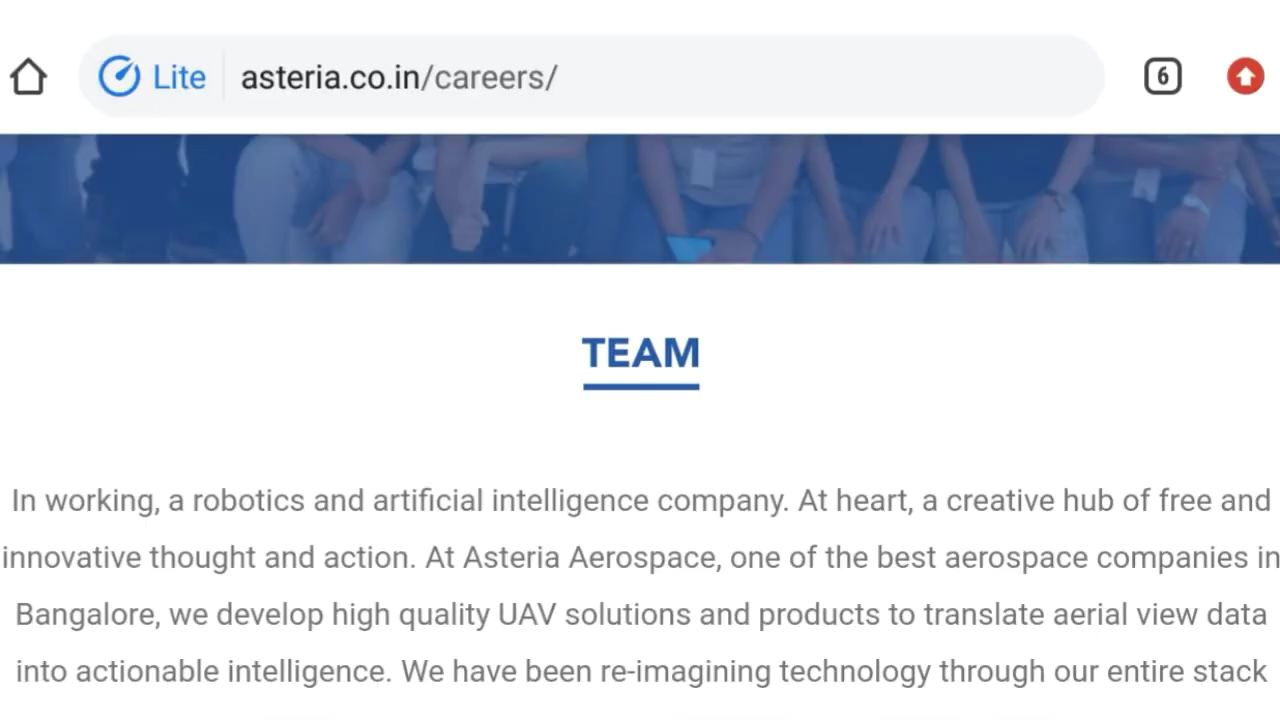 Lite asteria.co.in/careers/ 6
TEAM
In working, a robotics and artificial intelligence company. At heart, a creative hub of free and
innovative thought and action. At Asteria Aerospace, one of the best aerospace companies in
Bangalore, we develop high quality UAV solutions and products to translate aerial view data
into actionable intelligence. We have been re-imagining technology through our entire stack